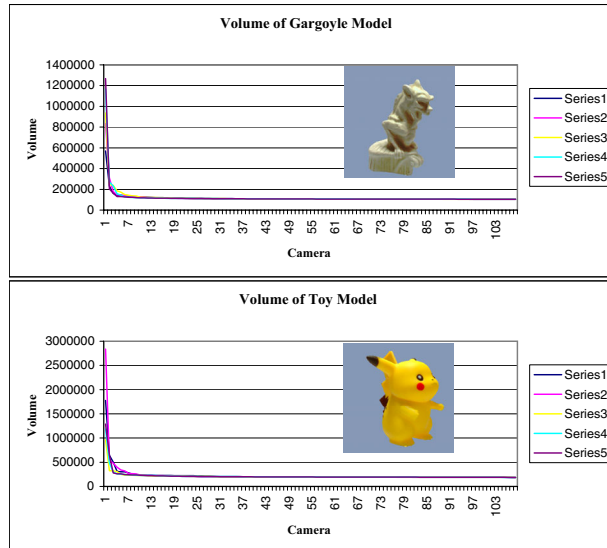 Volume of Gargoyle Model
1400000
1200000
1000000
800000
600000
400000
200000
0
Volume
1 7 13 19 25 31 37 43 49 55 61 67 73 79 85 91 97 103
Camera
Series1
Series2
Series3
Series4
Series5
Volume of Toy Model
3000000
2500000
2000000
1500000
1000000
500000
0
Volume
1 7 13 19 25 31 37 43 49 55 61 67 73 79 85 91 97 103
Camera
Series1
Series2
Series3
Series4
Series5